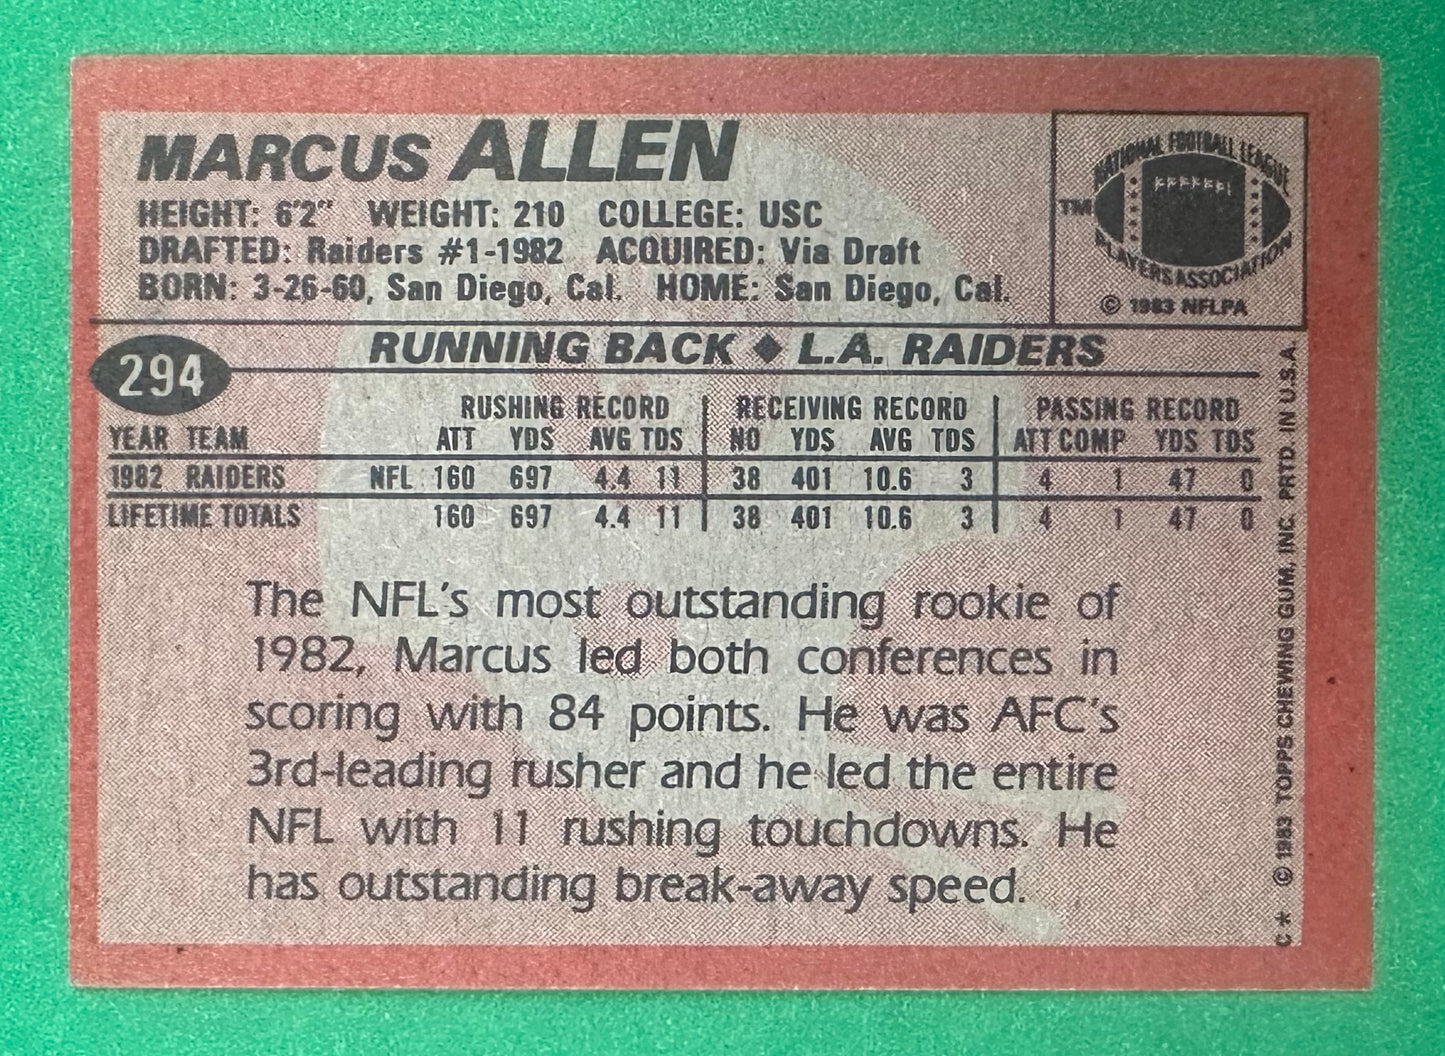 MARCUS ALLEN
HEIGHT: 6'2" WEIGHT: 210 COLLEGE: USC
DRAFTED: Raiders #1-1982 ACQUIRED: Via Draft
BORN: 3-26-60, San Diego, Cal. HOME: San Diego, Cal.
NATIONAL FOOTBALL LEAGUE
TM
PLAYERS ASSOCIATION
© 1983 NFLPA
RUNNING BACK ◆ L.A. RAIDERS
294
RUSHING RECORD RECEIVING RECORD PASSING RECORD
YEAR TEAM ATT YDS AVG TDS NO YDS AVG TDS ATT COMP YDS TDS
1982 RAIDERS NFL 160 697 4.4 11 38 401 10.6 3 4 1 47 0
LIFETIME TOTALS 160 697 4.4 11 38 401 10.6 3 4 1 47 0
The NFL's most outstanding rookie of
1982, Marcus led both conferences in
scoring with 84 points. He was AFC's
3rd-leading rusher and he led the entire
NFL with 11 rushing touchdowns. He
has outstanding break-away speed.
C* © 1983 TOPPS CHEWING GUM, INC. PRTD. IN U.S.A.